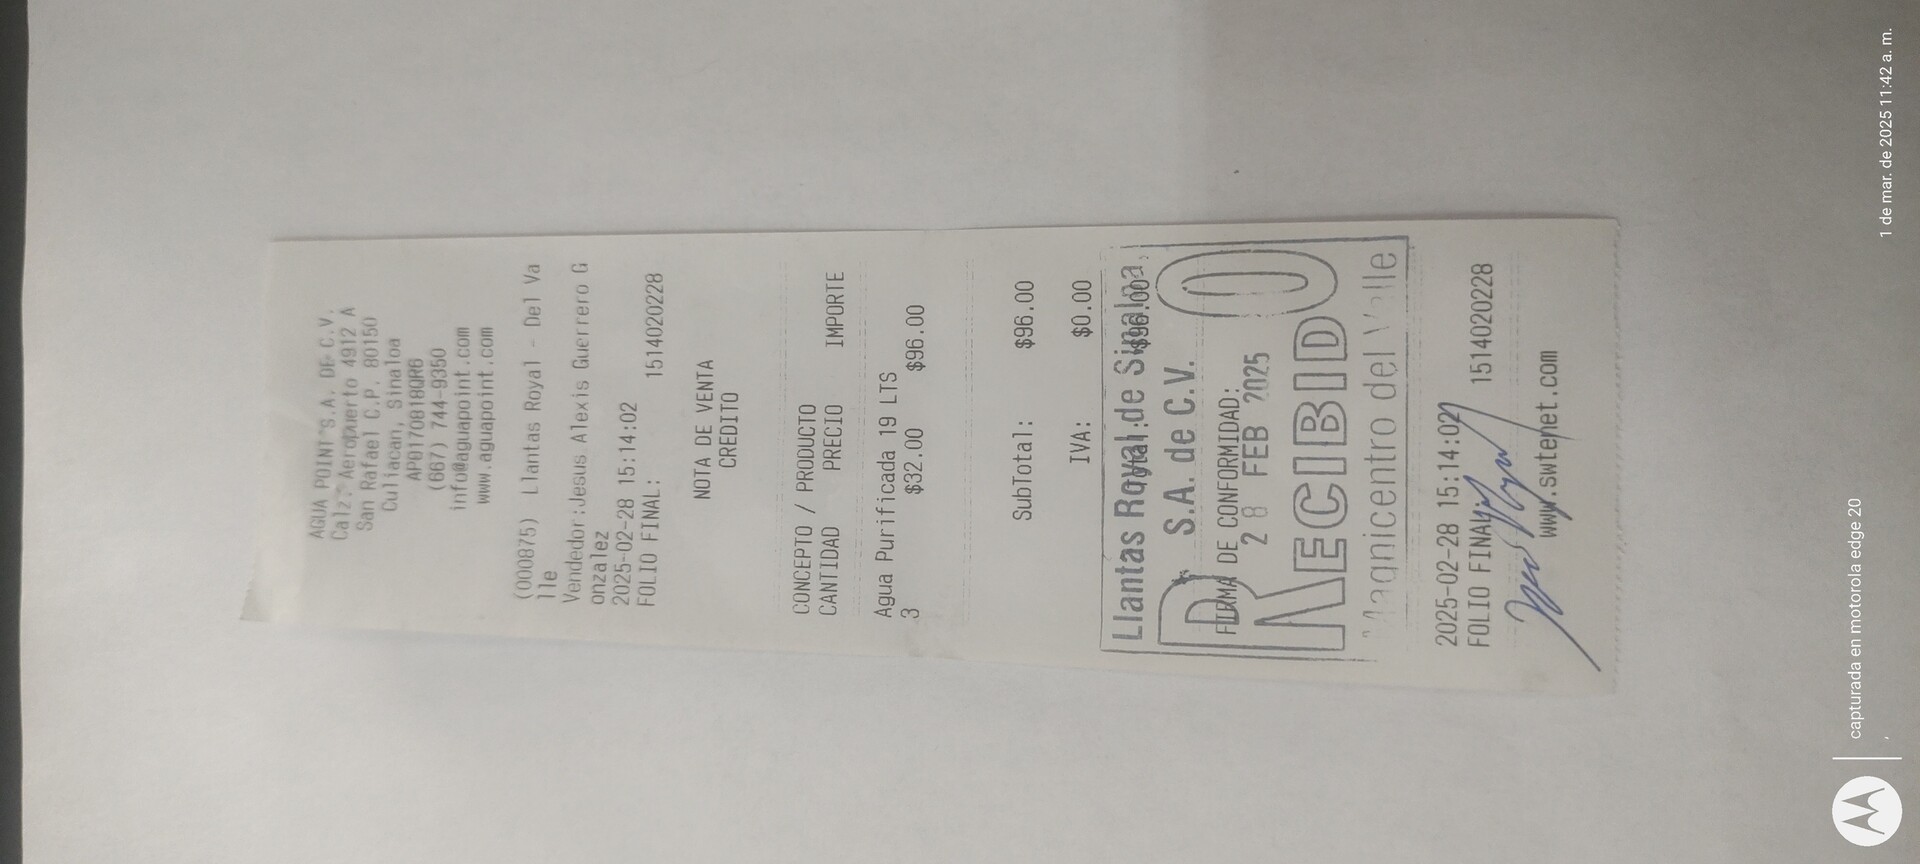 AGUA POINT S.A. DE C.V.
Calz. Aeropuerto 4912 A
San Rafael C.P. 80150
Culiacan, Sinaloa
APO170818QR6
(667) 744-9350
info@aguapoint.com
www.aguapoint.com
(000875) Llantas Royal - Del Va
lle
Vendedor:Jesus Alexis Guerrero G
onzalez
2025-02-28 15:14:02
FOLIO FINAL: 1514020228
NOTA DE VENTA
CREDITO
CONCEPTO / PRODUCTO
CANTIDAD PRECIO IMPORTE
Agua Purificada 19 LTS
3 $32.00 $96.00
SubTotal: $96.00
IVA: $0.00
Total: $96.00
Llantas Royal de Sinaloa,
S.A. de C.V.
FIRMA DE CONFORMIDAD:
28 FEB 2025
RECIBIDO
Magnicentro del Valle
2025-02-28 15:14:02
FOLIO FINAL: 1514020228
www.swtenet.com
capturada en motorola edge 20
1 de mar. de 2025 11:42 a. m.